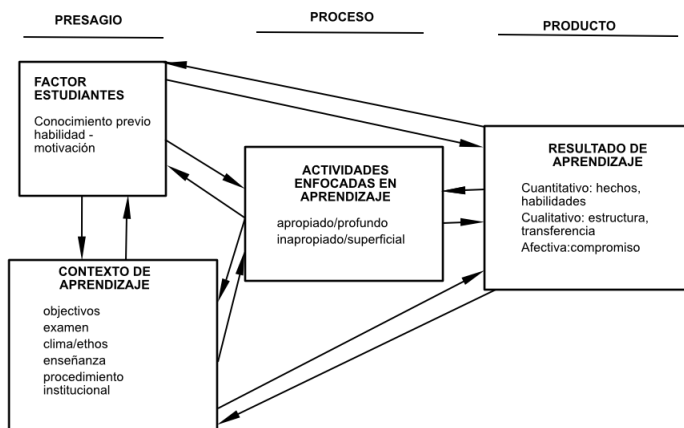 PRESAGIO
PROCESO
PRODUCTO
FACTOR
ESTUDIANTES
Conocimiento previo
habilidad -
motivación
ACTIVIDADES
ENFOCADAS EN
APRENDIZAJE
apropiado/profundo
inapropiado/superficial
RESULTADO DE
APRENDIZAJE
Cuantitativo: hechos,
habilidades
Cualitativo: estructura,
transferencia
Afectiva:compromiso
CONTEXTO DE
APRENDIZAJE
objetivos
examen
clima/ethos
enseñanza
procedimiento
institucional